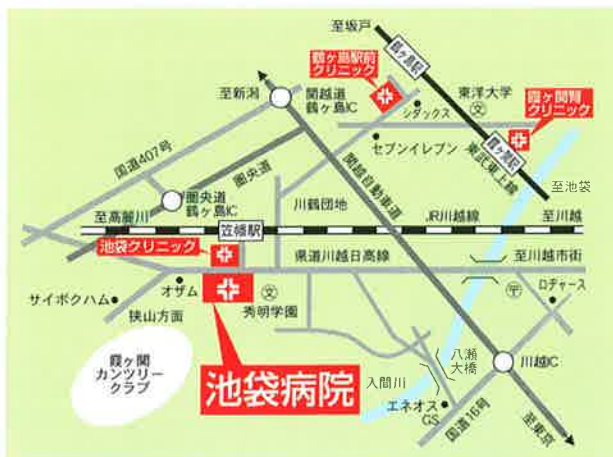 至坂戸
鶴ヶ島駅
鶴ヶ島駅前
クリニック
至新潟
関越道
鶴ヶ島IC
東洋大学
文
霞ヶ関腎
クリニック
シダックス
セブンイレブン
霞ヶ関駅
東武東上線
至池袋
国道407号
圏央道
圏央道
鶴ヶ島IC
関越自動車道
川鶴団地
至高麗川
笠幡駅
JR川越線
至川越
池袋クリニック
県道川越日高線
至川越市街
オザム
サイボクハム
狭山方面
文
秀明学園
〒
ロヂャース
霞ヶ関
カンツリー
クラブ
池袋病院
八瀬
大橋
入間川
川越IC
エネオス
GS
国道16号
至東京